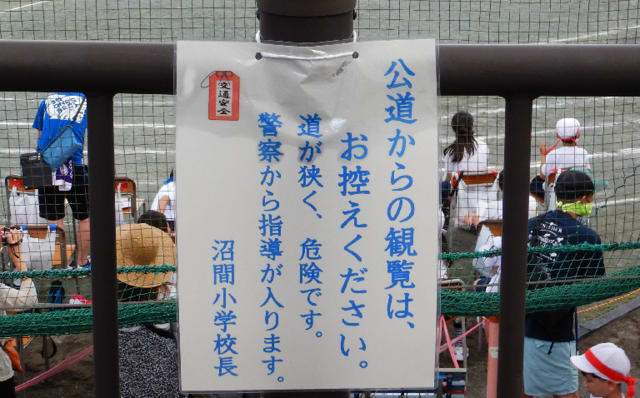 公道からの観覧は、
お控えください。
道が狭く、危険です。
警察から指導が入ります。
沼間小学校長
交通安全